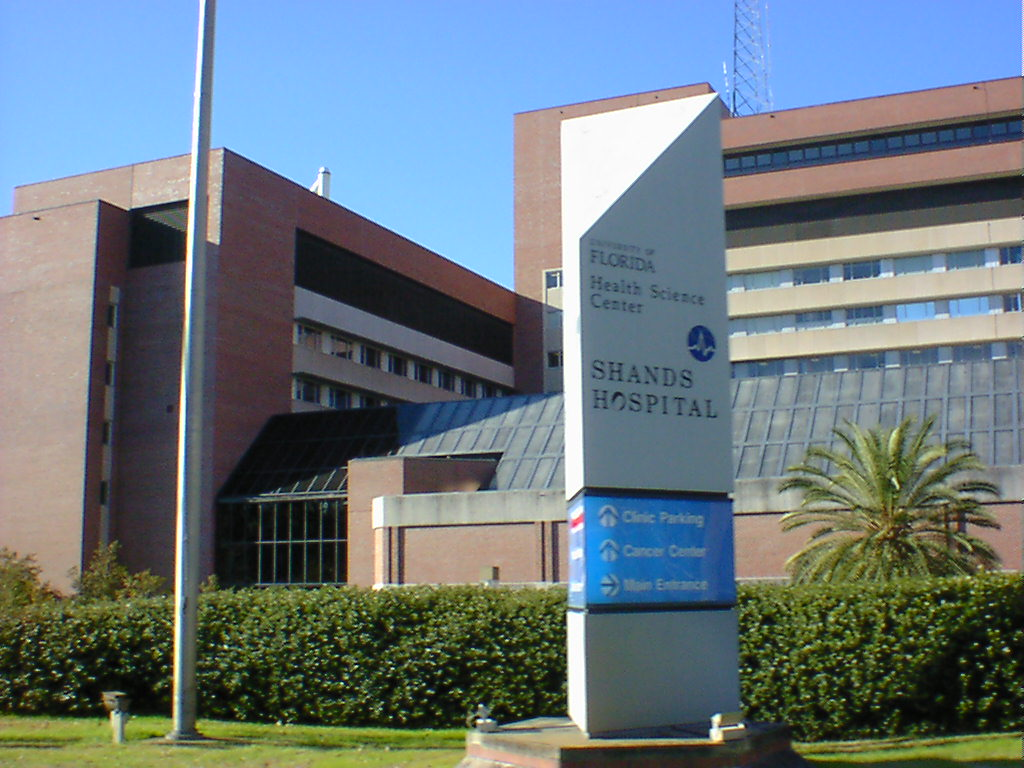 UNIVERSITY OF
FLORIDA
Health Science
Center
SHANDS
HOSPITAL
Clinic Parking
Cancer Center
Main Entrance